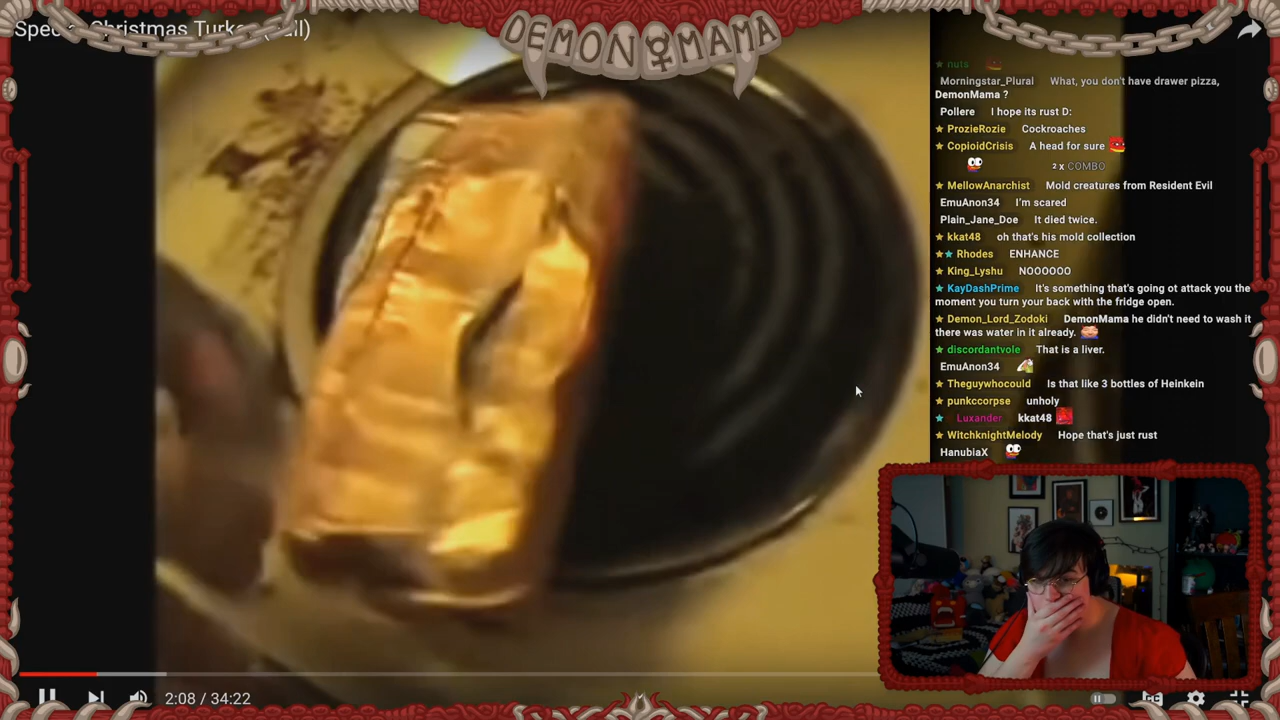 DEMON MAMA
nuts
Morningstar_Plural What, you don't have drawer pizza,
DemonMama ?
Pollere I hope its rust D:
ProzieRozie Cockroaches
CopioidCrisis A head for sure
2 x COMBO
MellowAnarchist Mold creatures from Resident Evil
EmuAnon34 I'm scared
Plain_Jane_Doe It died twice.
kkat48 oh that's his mold collection
Rhodes ENHANCE
King_Lyshu NOOOOOO
KayDashPrime It's something that's going ot attack you the
moment you turn your back with the fridge open.
Demon_Lord_Zodoki DemonMama he didn't need to wash it
there was water in it already.
discordantvole That is a liver.
EmuAnon34
Theguywhocould Is that like 3 bottles of Heinkein
punkccorpse unholy
Luxander kkat48
WitchknightMelody Hope that's just rust
HanubiaX
Christmas
2:08 / 34:22